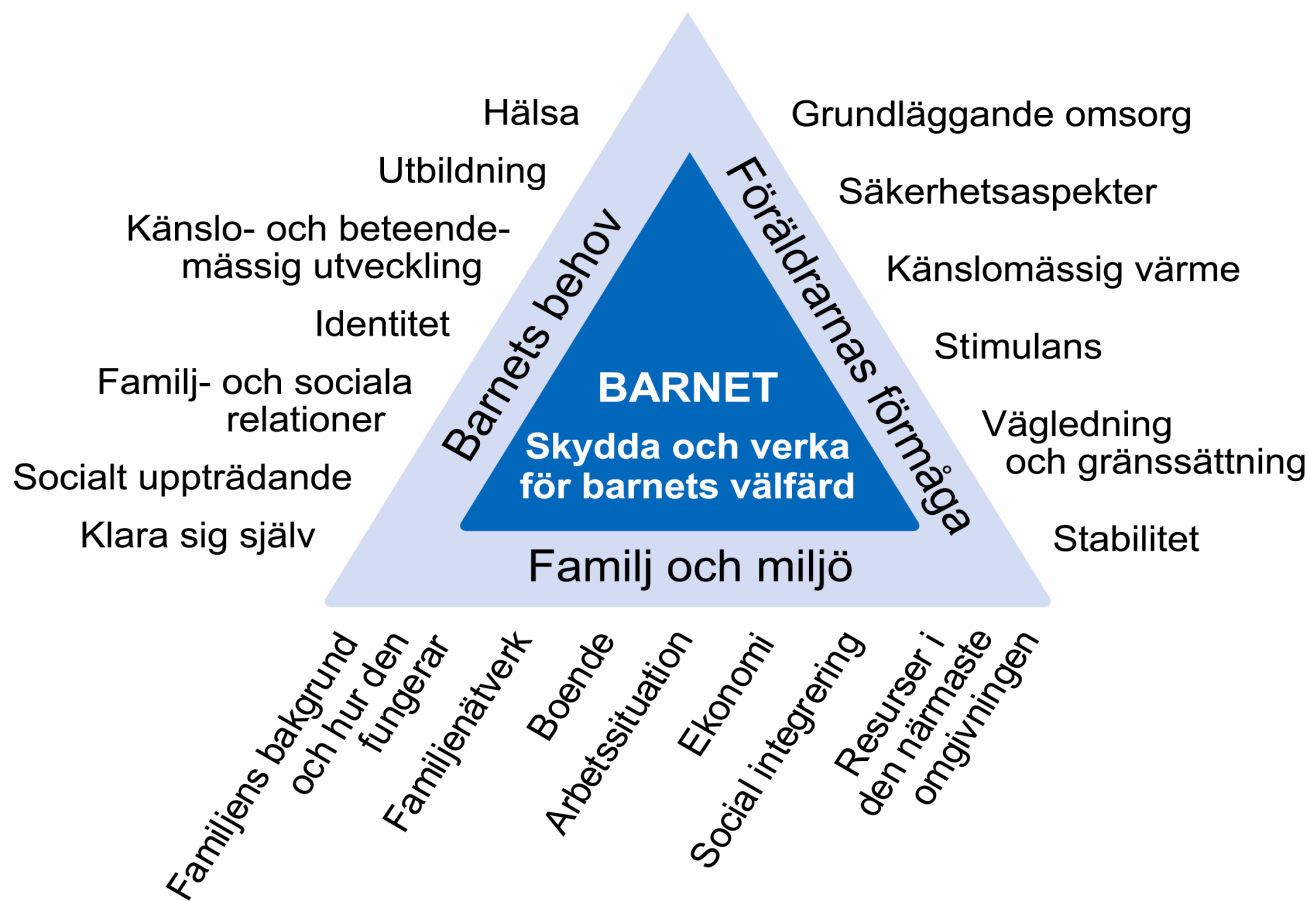 Hälsa
Utbildning
Känslo- och beteende-
mässig utveckling
Identitet
Familj- och sociala
relationer
Socialt uppträdande
Klara sig själv
Barnets behov
BARNET
Skydda och verka
för barnets välfärd
Föräldrarnas förmåga
Grundläggande omsorg
Säkerhetsaspekter
Känslomässig värme
Stimulans
Vägledning
och gränssättning
Stabilitet
Familj och miljö
Familjens bakgrund
och hur den
fungerar
Familjenätverk
Boende
Arbetssituation
Ekonomi
Social integrering
Resurser i
den närmaste
omgivningen